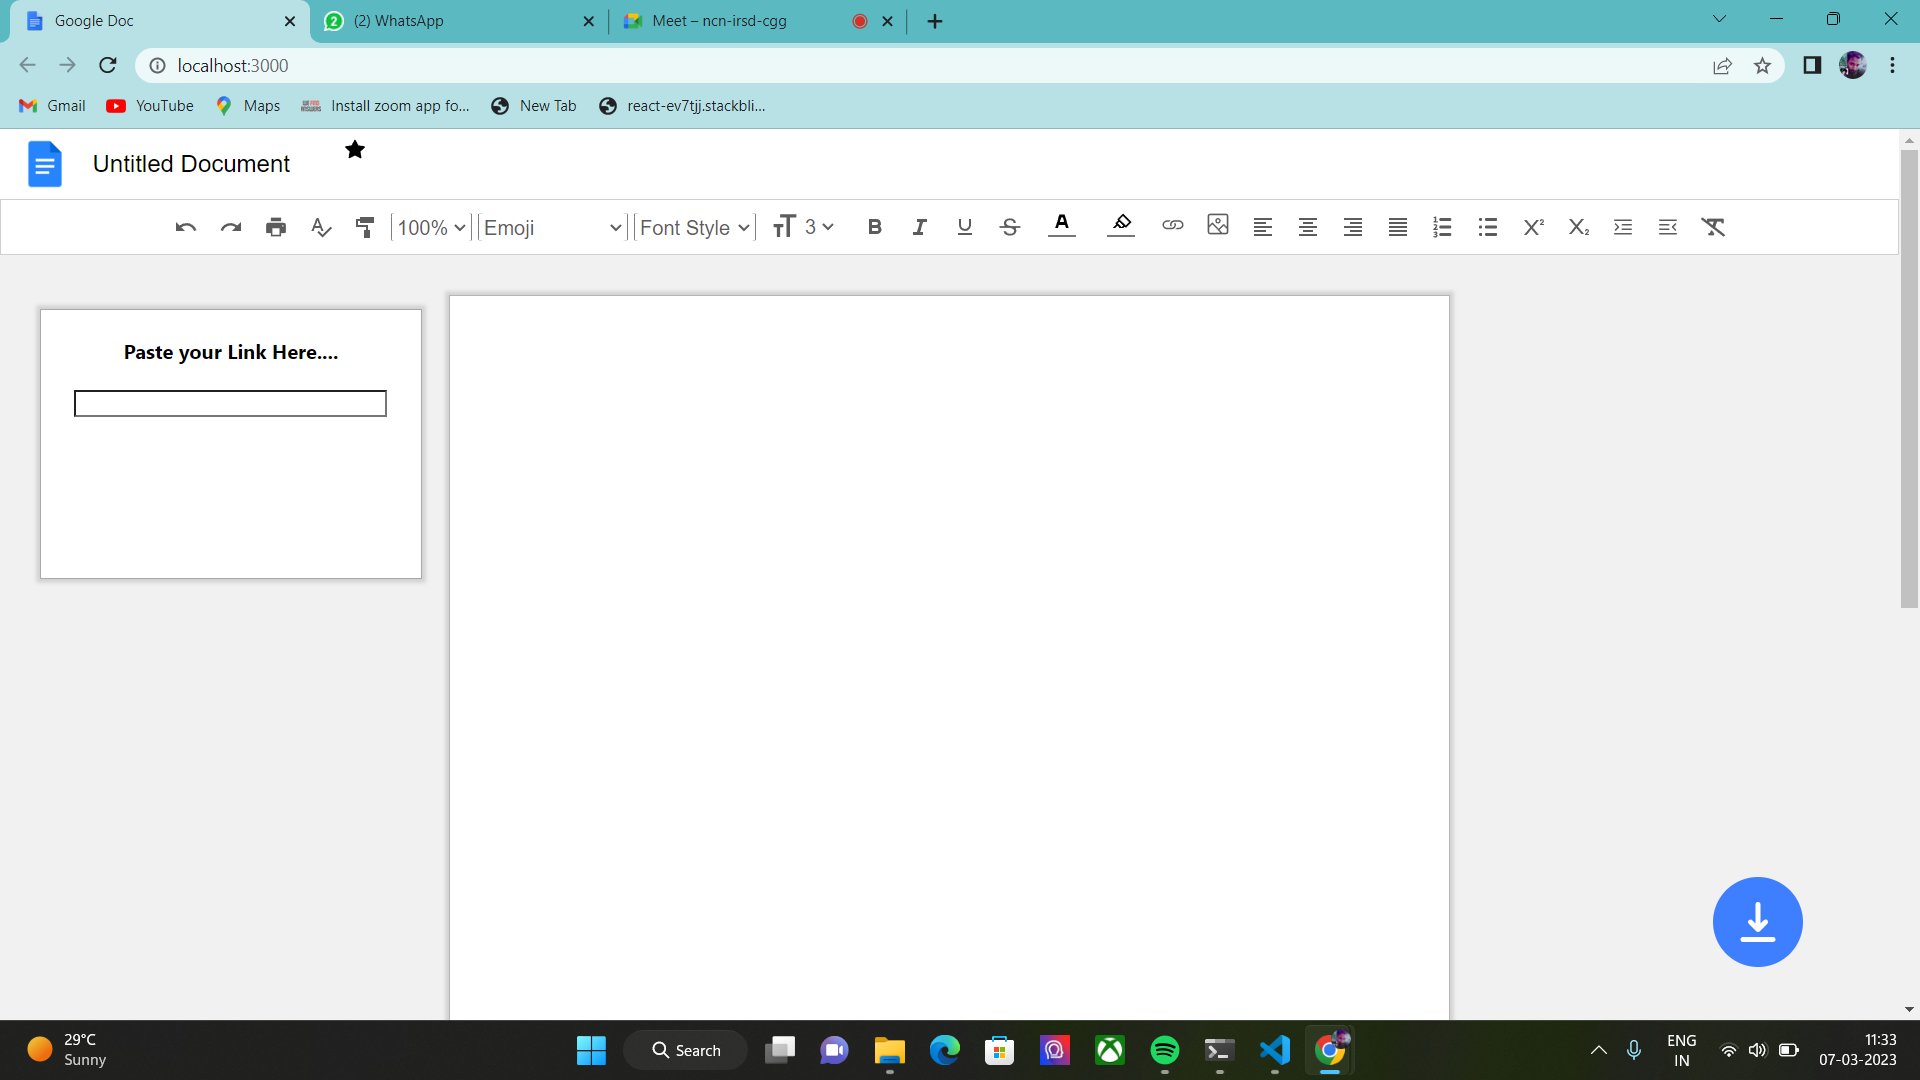 Google Doc
(2) WhatsApp
Meet – ncn-irsd-cgg
localhost:3000
Gmail
YouTube
Maps
Install zoom app fo...
New Tab
react-ev7tjj.stackbli...
Untitled Document
100%
Emoji
Font Style
3
B
I
U
S
A
X²
X₂
Paste your Link Here....
29°C
Sunny
Search
ENG
IN
11:33
07-03-2023